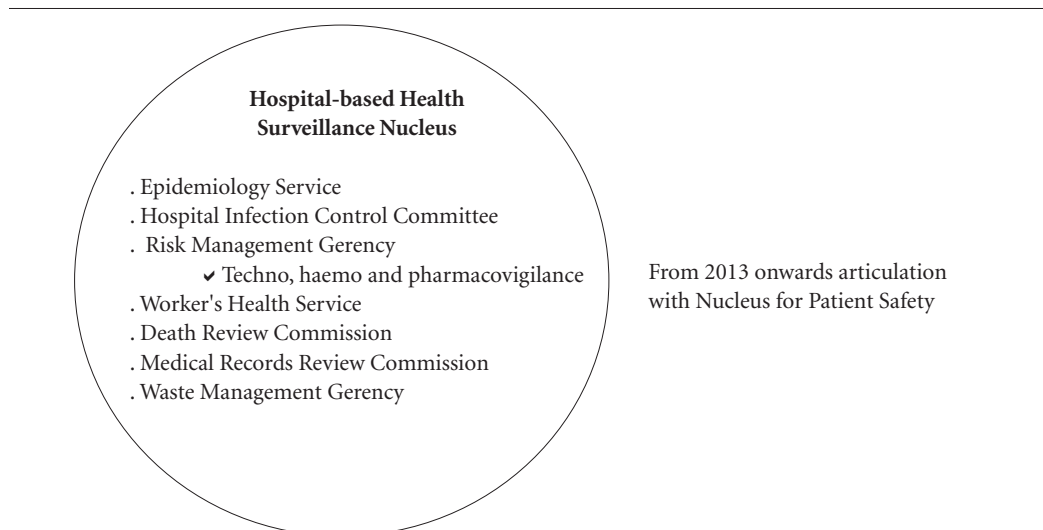 Hospital-based Health
Surveillance Nucleus
. Epidemiology Service
. Hospital Infection Control Committee
. Risk Management Gerency
✔ Techno, haemo and pharmacovigilance
. Worker's Health Service
. Death Review Commission
. Medical Records Review Commission
. Waste Management Gerency
From 2013 onwards articulation
with Nucleus for Patient Safety